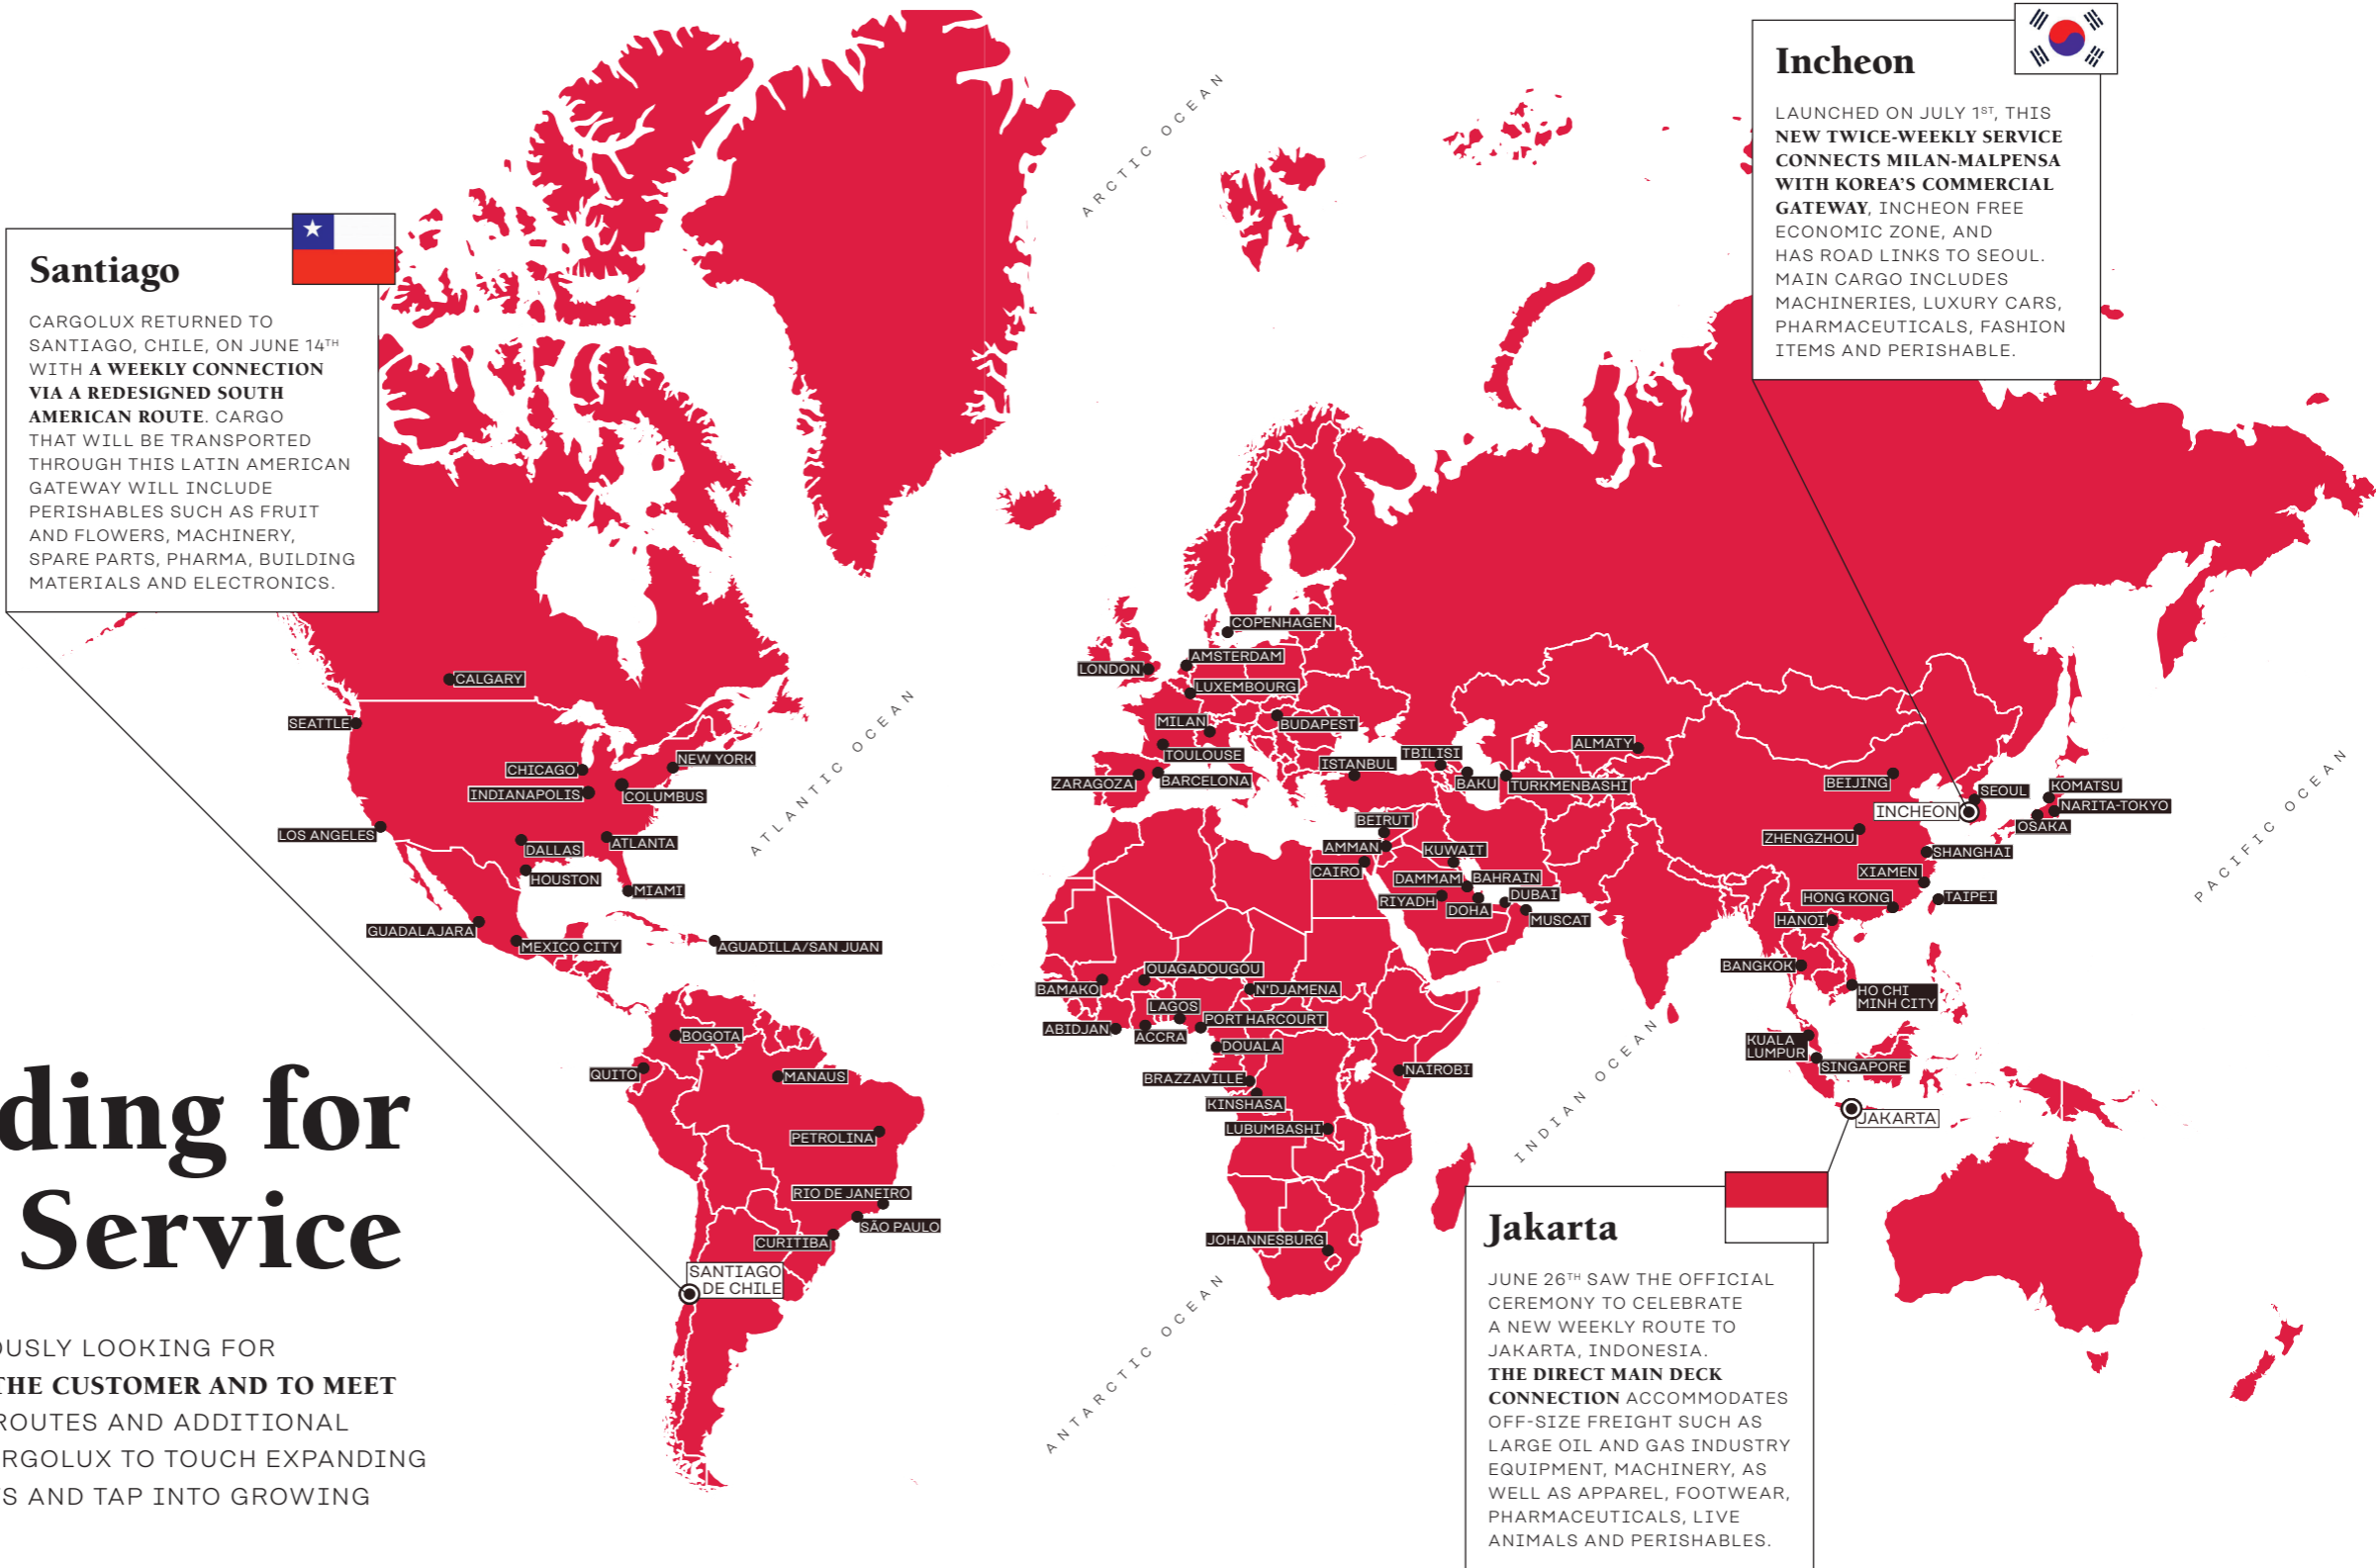 Santiago
CARGOLUX RETURNED TO
SANTIAGO, CHILE, ON JUNE 14TH
WITH A WEEKLY CONNECTION
VIA A REDESIGNED SOUTH
AMERICAN ROUTE. CARGO
THAT WILL BE TRANSPORTED
THROUGH THIS LATIN AMERICAN
GATEWAY WILL INCLUDE
PERISHABLES SUCH AS FRUIT
AND FLOWERS, MACHINERY,
SPARE PARTS, PHARMA, BUILDING
MATERIALS AND ELECTRONICS.
Incheon
LAUNCHED ON JULY 1ST, THIS
NEW TWICE-WEEKLY SERVICE
CONNECTS MILAN-MALPENSA
WITH KOREA'S COMMERCIAL
GATEWAY, INCHEON FREE
ECONOMIC ZONE, AND
HAS ROAD LINKS TO SEOUL.
MAIN CARGO INCLUDES
MACHINERIES, LUXURY CARS,
PHARMACEUTICALS, FASHION
ITEMS AND PERISHABLE.
ARCTIC OCEAN
ATLANTIC OCEAN
PACIFIC OCEAN
INDIAN OCEAN
ANTARCTIC OCEAN
CALGARY
SEATTLE
CHICAGO
NEW YORK
INDIANAPOLIS
COLUMBUS
LOS ANGELES
DALLAS
ATLANTA
HOUSTON
MIAMI
GUADALAJARA
MEXICO CITY
AGUADILLA/SAN JUAN
BOGOTA
QUITO
MANAUS
PETROLINA
RIO DE JANEIRO
SÃO PAULO
CURITIBA
SANTIAGO
DE CHILE
COPENHAGEN
AMSTERDAM
LONDON
LUXEMBOURG
MILAN
BUDAPEST
TOULOUSE
ZARAGOZA
BARCELONA
ISTANBUL
TBILISI
BAKU
TURKMENBASHI
ALMATY
BEIRUT
AMMAN
CAIRO
KUWAIT
DAMMAM
BAHRAIN
RIYADH
DOHA
DUBAI
MUSCAT
OUAGADOUGOU
BAMAKO
N'DJAMENA
LAGOS
PORT HARCOURT
ABIDJAN
ACCRA
DOUALA
BRAZZAVILLE
NAIROBI
KINSHASA
LUBUMBASHI
JOHANNESBURG
BEIJING
SEOUL
INCHEON
KOMATSU
NARITA-TOKYO
OSAKA
ZHENGZHOU
SHANGHAI
XIAMEN
HONG KONG
TAIPEI
HANOI
BANGKOK
HO CHI
MINH CITY
KUALA
LUMPUR
SINGAPORE
JAKARTA
ding for
Service
OUSLY LOOKING FOR
THE CUSTOMER AND TO MEET
ROUTES AND ADDITIONAL
RGOLUX TO TOUCH EXPANDING
S AND TAP INTO GROWING
Jakarta
JUNE 26TH SAW THE OFFICIAL
CEREMONY TO CELEBRATE
A NEW WEEKLY ROUTE TO
JAKARTA, INDONESIA.
THE DIRECT MAIN DECK
CONNECTION ACCOMMODATES
OFF-SIZE FREIGHT SUCH AS
LARGE OIL AND GAS INDUSTRY
EQUIPMENT, MACHINERY, AS
WELL AS APPAREL, FOOTWEAR,
PHARMACEUTICALS, LIVE
ANIMALS AND PERISHABLES.